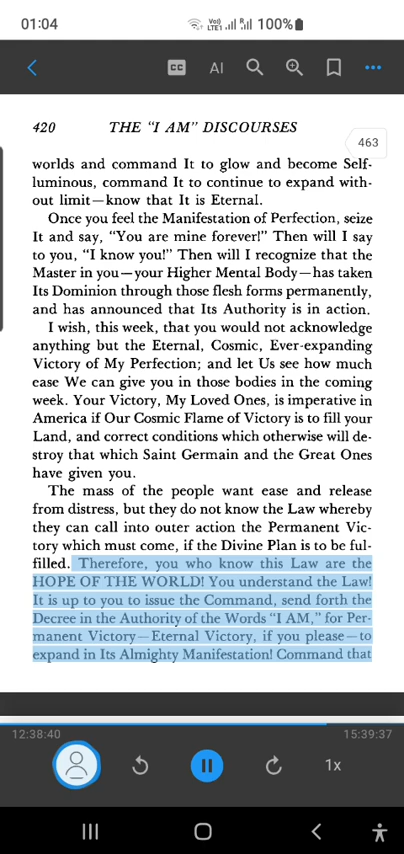 01:04
Vo)) LTE1 R 100%
CC AI
420 THE "I AM" DISCOURSES
463
worlds and command It to glow and become Self-
luminous, command It to continue to expand with-
out limit—know that It is Eternal.
Once you feel the Manifestation of Perfection, seize
It and say, "You are mine forever!" Then will I say
to you, "I know you!" Then will I recognize that the
Master in you—your Higher Mental Body—has taken
Its Dominion through those flesh forms permanently,
and has announced that Its Authority is in action.
I wish, this week, that you would not acknowledge
anything but the Eternal, Cosmic, Ever-expanding
Victory of My Perfection; and let Us see how much
ease We can give you in those bodies in the coming
week. Your Victory, My Loved Ones, is imperative in
America if Our Cosmic Flame of Victory is to fill your
Land, and correct conditions which otherwise will de-
stroy that which Saint Germain and the Great Ones
have given you.
The mass of the people want ease and release
from distress, but they do not know the Law whereby
they can call into outer action the Permanent Vic-
tory which must come, if the Divine Plan is to be ful-
filled. Therefore, you who know this Law are the
HOPE OF THE WORLD! You understand the Law!
It is up to you to issue the Command, send forth the
Decree in the Authority of the Words "I AM," for Per-
manent Victory—Eternal Victory, if you please—to
expand in Its Almighty Manifestation! Command that
12:38:40 15:39:37
1x